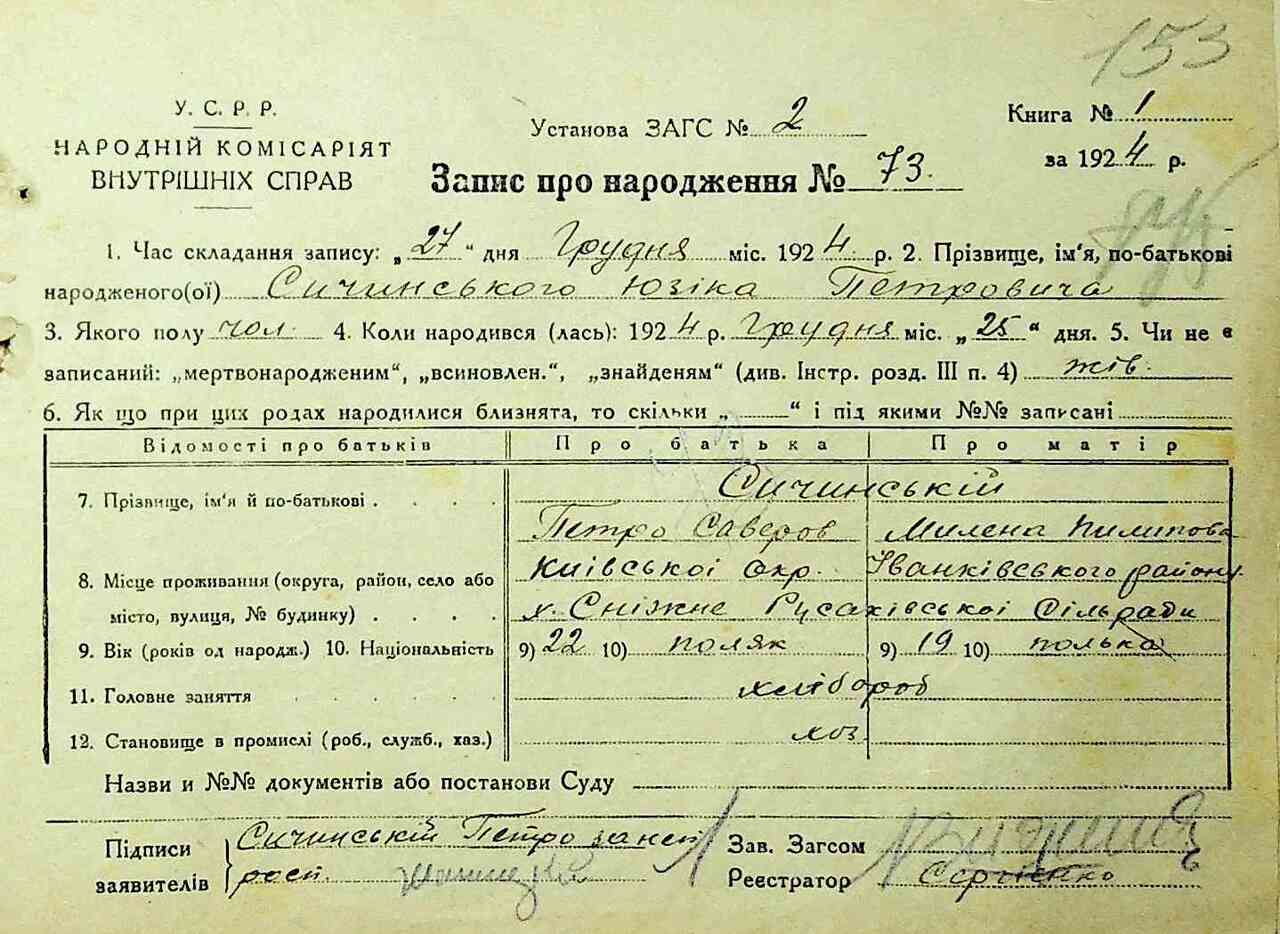 153
У. С. Р. Р.
НАРОДНІЙ КОМІСАРІЯТ
ВНУТРІШНІХ СПРАВ
Установа ЗАГС № 2
Запис про народження № 73.
Книга № 1
за 1924 р.
1. Час складання запису: „27“ дня Грудня міс. 1924 р. 2. Прізвище, ім'я, по-батькові
народженого(ої) Сичинського Юзіка Петровича
3. Якого полу чол. 4. Коли народився (лась): 1924 р. Грудня міс. „25“ дня. 5. Чи не є
записаний: „мертвонародженим“, „всиновлен.“, „знайденям“ (див. Інстр. розд. III п. 4) жів.
6. Як що при цих родах народилися близнята, то скільки „ “ і під якими №№ записані
Відомості про батьків Про батька Про матір
7. Прізвище, ім'я й по-батькові . . . . Сичинській
Петро Саверов Милена Пилипова
8. Місце проживання (округа, район, село або Київської Окр. Іванківського району
місто, вулиця, № будинку) . . . . х. Сніжне Русаківської Сільради
9. Вік (років од народж.) 10. Національність 9) 22 10) поляк 9) 19 10) полька
11. Головне заняття хлібороб
12. Становище в промислі (роб., служб., хаз.) хоз.
Назви и №№ документів або постанови Суду
Підписи
заявителів
Сичинській Петро
росп.
Зав. Загсом
Реєстратор Сергієнко